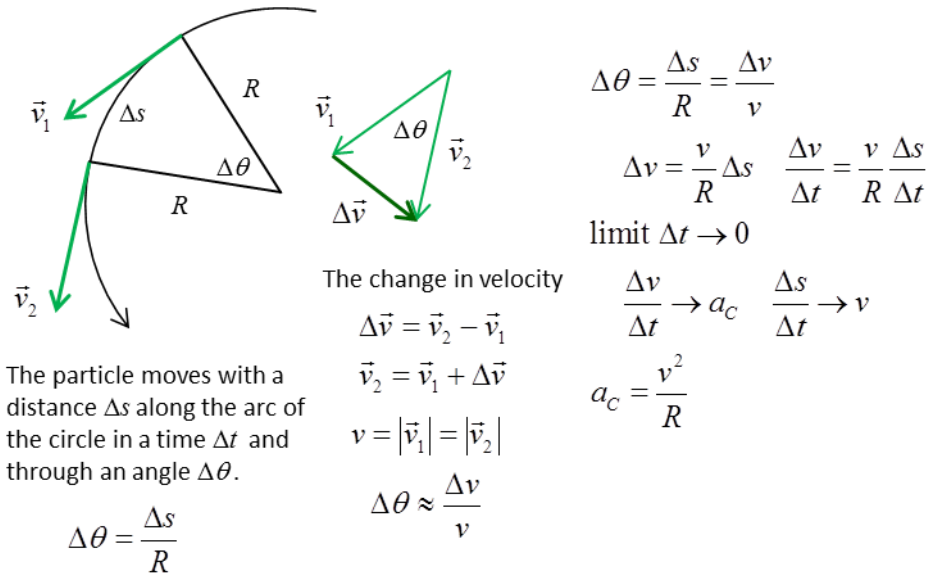 v⃗₁
Δs
R
Δθ
R
v⃗₂
The particle moves with a
distance Δs along the arc of
the circle in a time Δt and
through an angle Δθ.
Δθ = Δs/R
v⃗₁
Δθ
v⃗₂
Δv⃗
The change in velocity
Δv⃗ = v⃗₂ − v⃗₁
v⃗₂ = v⃗₁ + Δv⃗
v = |v⃗₁| = |v⃗₂|
Δθ ≈ Δv/v
Δθ = Δs/R = Δv/v
Δv = v/R Δs Δv/Δt = v/R Δs/Δt
limit Δt → 0
Δv/Δt → a_C Δs/Δt → v
a_C = v²/R